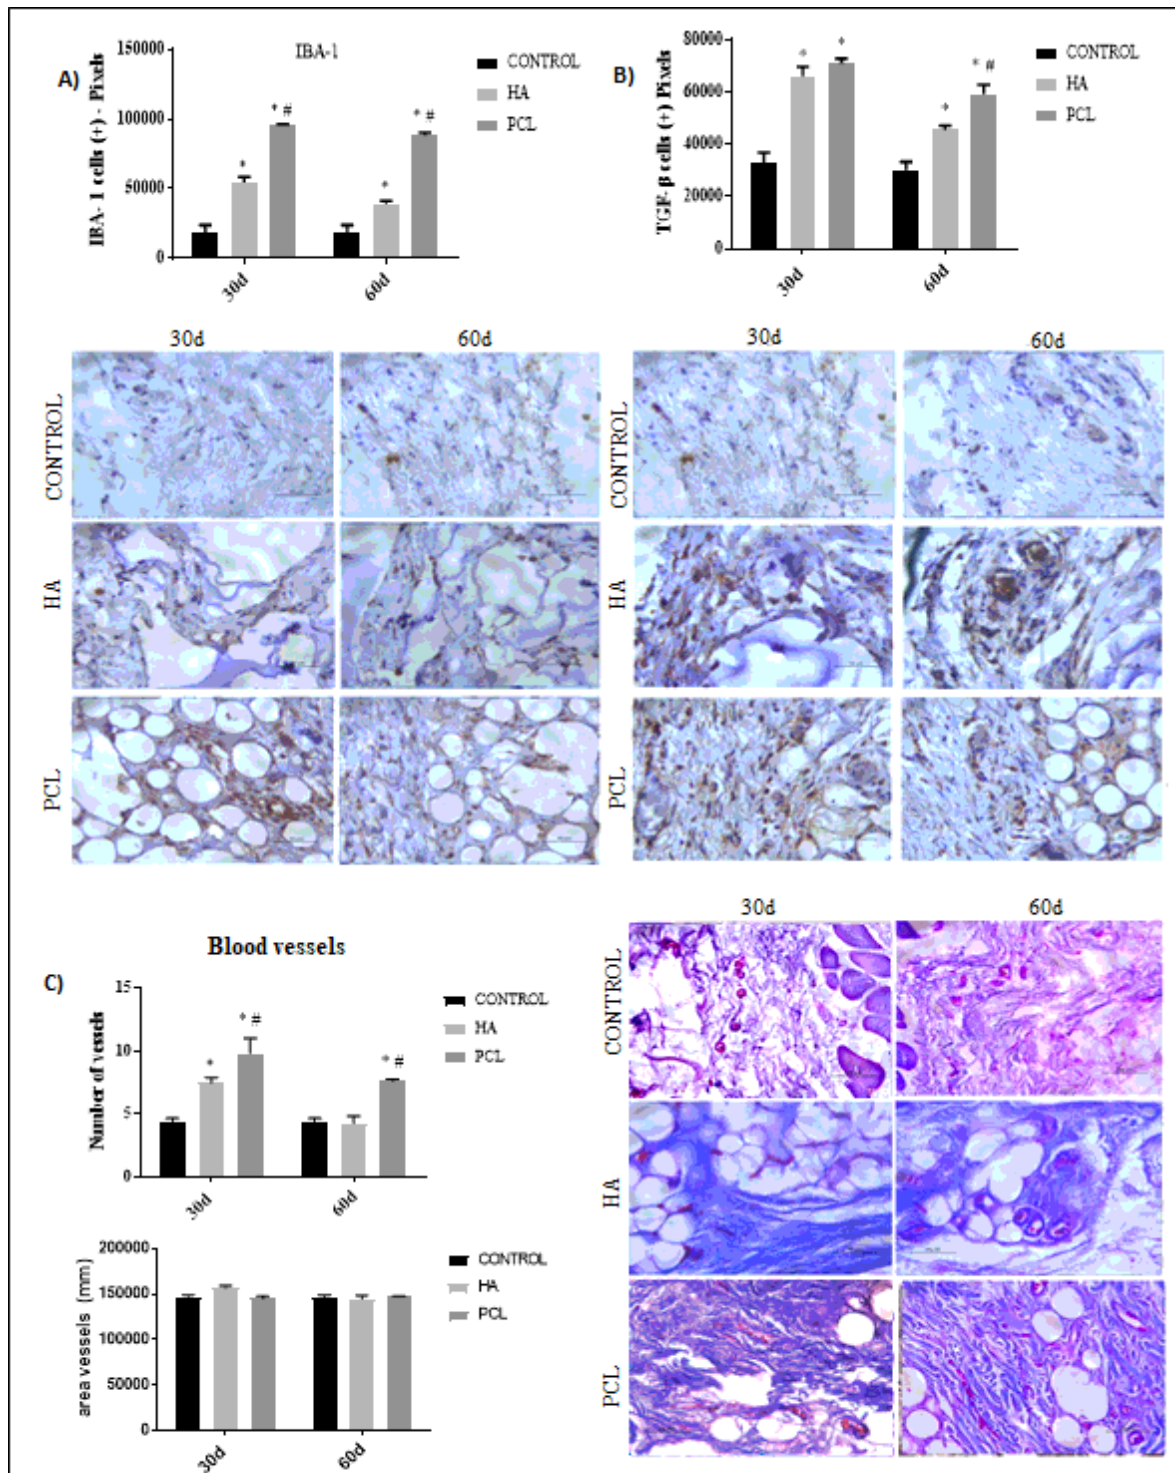 A)
IBA-1
IBA- 1 cells (+) - Pixels
150000
100000
50000
0
30d
60d
CONTROL
HA
PCL
* * # * * #
B)
TGF- β cells (+) Pixels
80000
60000
40000
20000
0
30d
60d
CONTROL
HA
PCL
* * * * #
30d 60d
CONTROL
HA
PCL
30d 60d
CONTROL
HA
PCL
C)
Blood vessels
Number of vessels
15
10
5
0
30d
60d
CONTROL
HA
PCL
* * # * #
area vessels (mm)
200000
150000
100000
50000
0
30d
60d
CONTROL
HA
PCL
30d 60d
CONTROL
HA
PCL